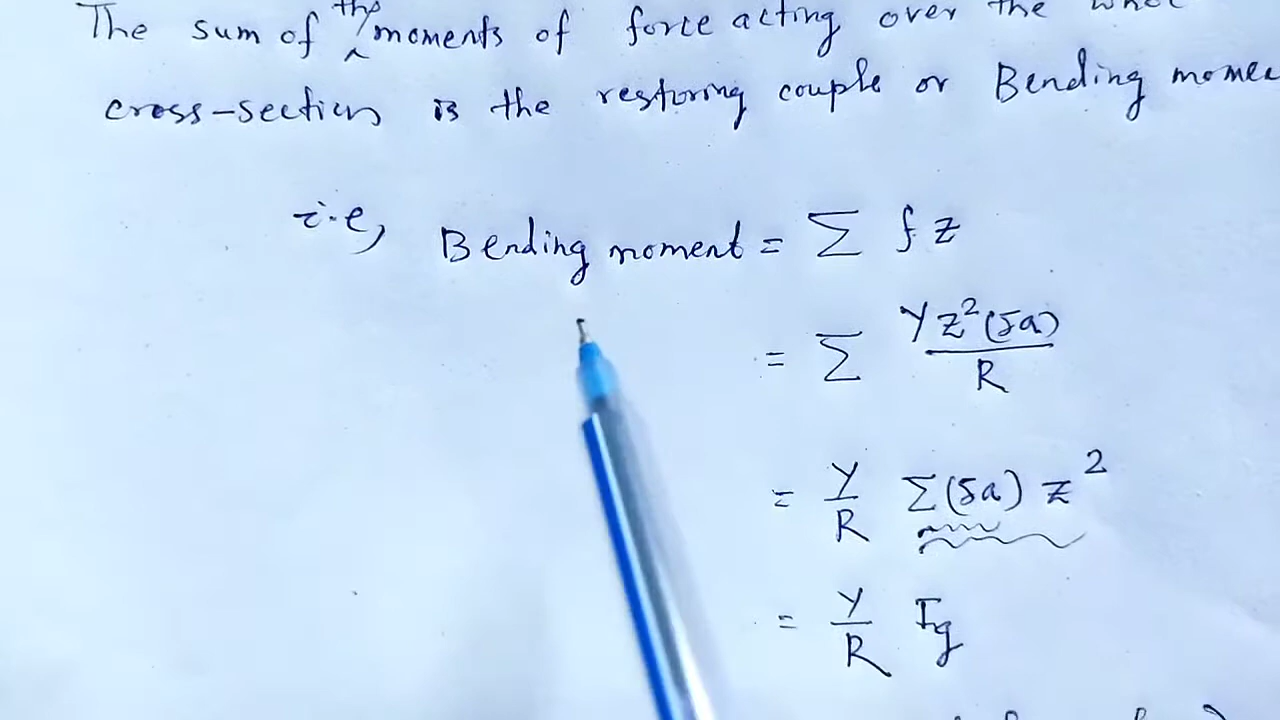 The sum of the moments of force acting over the
cross-section is the restoring couple or Bending
i.e, Bending moment = Σ f z
= Σ Y z² (δa) / R
= Y/R Σ (δa) z²
= Y/R Ig